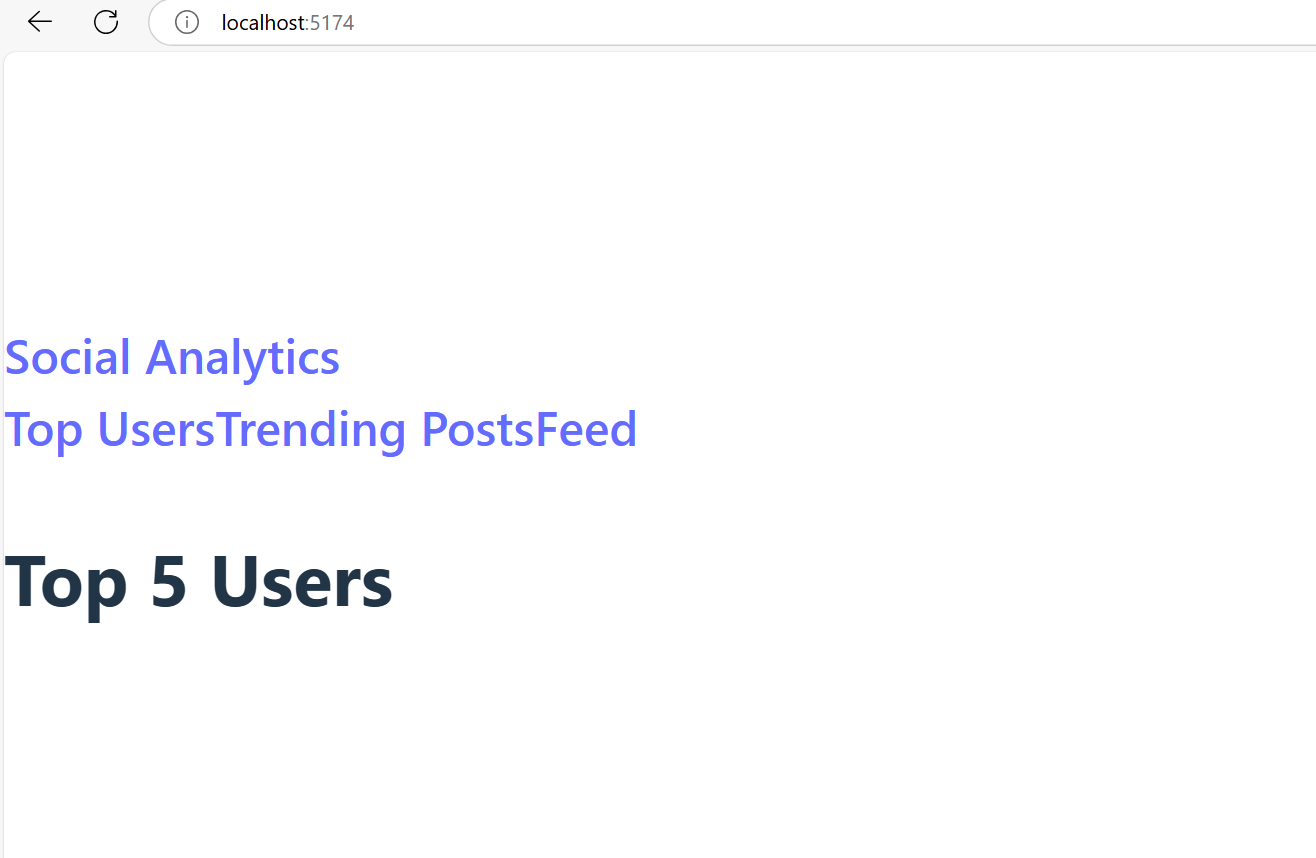 localhost:5174
Social Analytics
Top UsersTrending PostsFeed
Top 5 Users